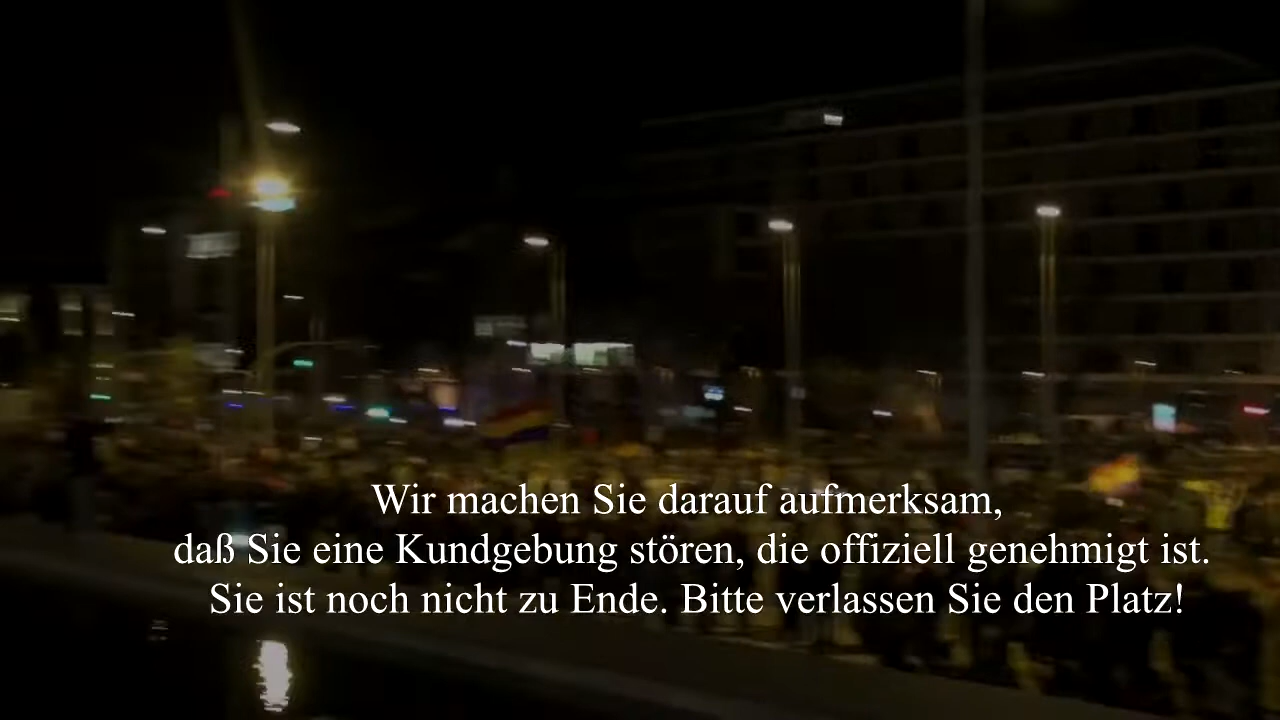 Wir machen Sie darauf aufmerksam,
daß Sie eine Kundgebung stören, die offiziell genehmigt ist.
Sie ist noch nicht zu Ende. Bitte verlassen Sie den Platz!